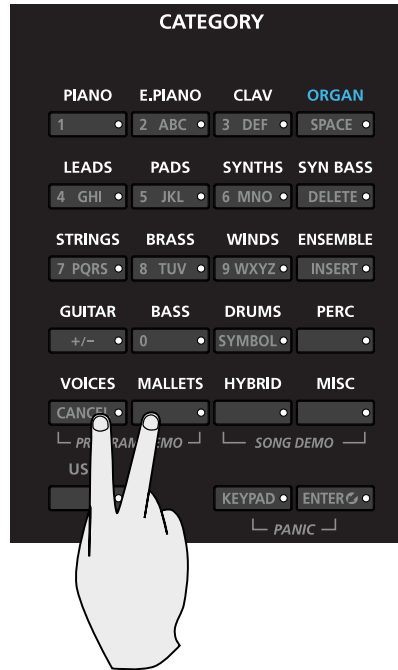 CATEGORY
PIANO E.PIANO CLAV ORGAN
1 2 ABC 3 DEF SPACE
LEADS PADS SYNTHS SYN BASS
4 GHI 5 JKL 6 MNO DELETE
STRINGS BRASS WINDS ENSEMBLE
7 PQRS 8 TUV 9 WXYZ INSERT
GUITAR BASS DRUMS PERC
+/- 0 SYMBOL
VOICES MALLETS HYBRID MISC
CANCEL
SONG DEMO
US
KEYPAD ENTER
PANIC